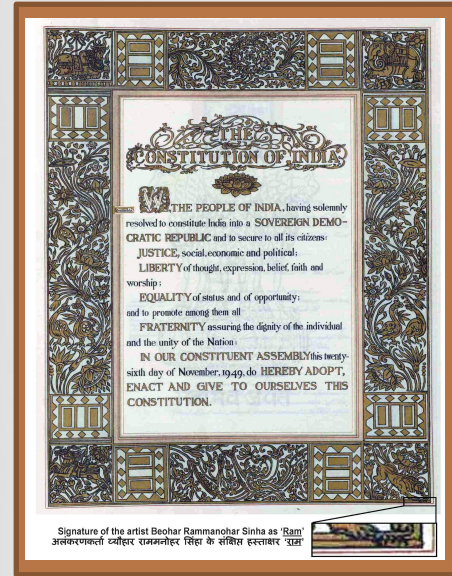 THE
CONSTITUTION OF INDIA
WE, THE PEOPLE OF INDIA, having solemnly
resolved to constitute India into a SOVEREIGN DEMO-
CRATIC REPUBLIC and to secure to all its citizens:
JUSTICE, social, economic and political;
LIBERTY of thought, expression, belief, faith and
worship;
EQUALITY of status and of opportunity;
and to promote among them all
FRATERNITY assuring the dignity of the individual
and the unity of the Nation;
IN OUR CONSTITUENT ASSEMBLY this twenty-
sixth day of November, 1949, do HEREBY ADOPT,
ENACT AND GIVE TO OURSELVES THIS
CONSTITUTION.
Signature of the artist Beohar Rammanohar Sinha as 'Ram'
अलंकरणकर्ता ब्यौहार राममनोहर सिंहा के संक्षिप्त हस्ताक्षर 'राम'